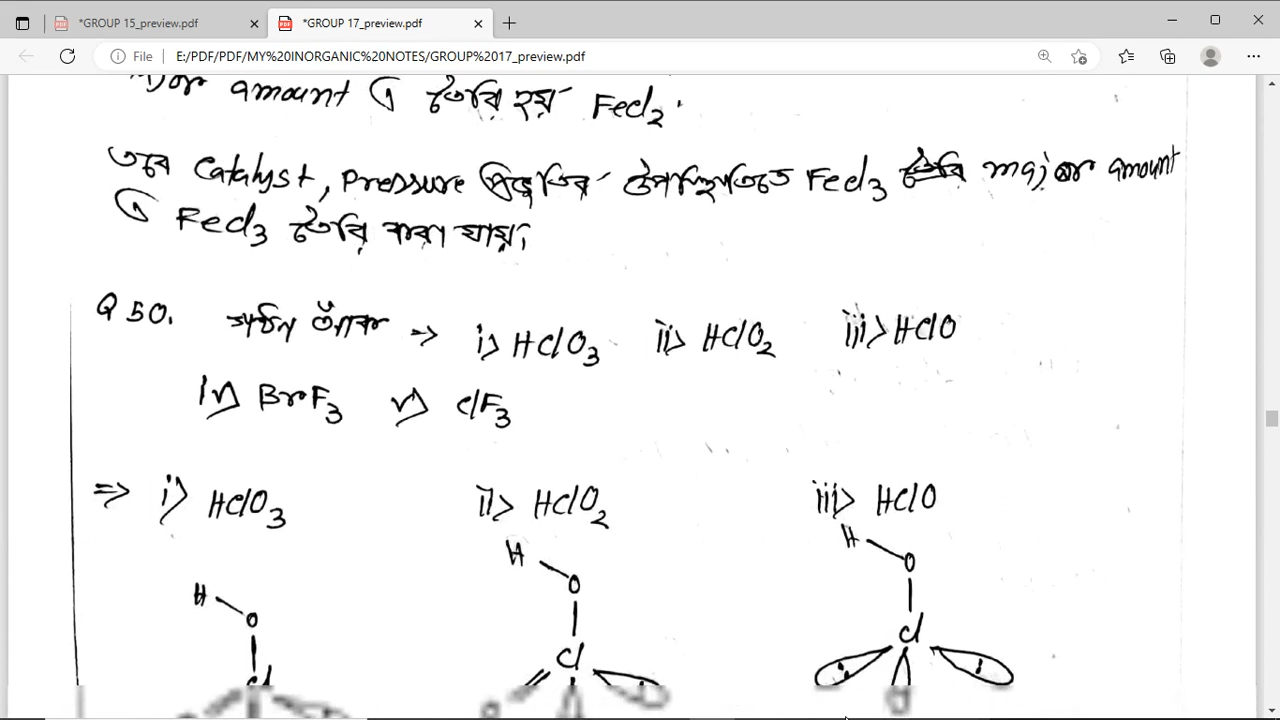 *GROUP 15_preview.pdf
*GROUP 17_preview.pdf
File E:/PDF/PDF/MY%20INORGANIC%20NOTES/GROUP%2017_preview.pdf
amount এ তৈরি হয় FeCl2.
তবে Catalyst, pressure প্রভৃতির উপস্থিতিতে FeCl3 তৈরি major amount
এ FeCl3 তৈরি করা যায়।
Q 50. গঠন আঁক => i> HClO3 ii> HClO2 iii> HClO
iv> BrF3 v> ClF3
=> i> HClO3 ii> HClO2 iii> HClO
H O H O H O
Cl Cl Cl